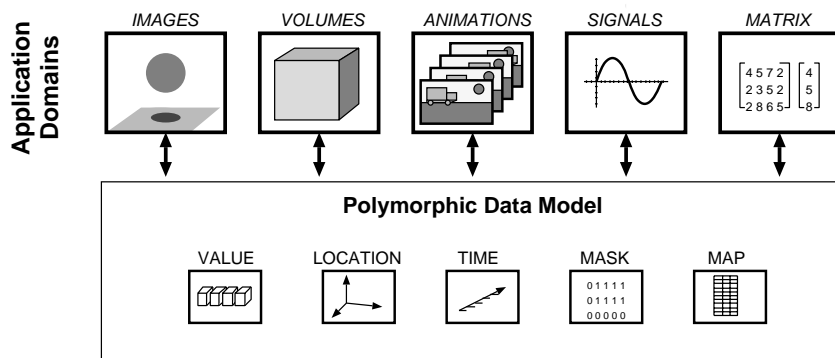 IMAGES VOLUMES ANIMATIONS SIGNALS MATRIX
Application
Domains
4 5 7 2 4
2 3 5 2 5
2 8 6 5 8
Polymorphic Data Model
VALUE LOCATION TIME MASK MAP
0 1 1 1 1
0 1 1 1 1
0 0 0 0 0